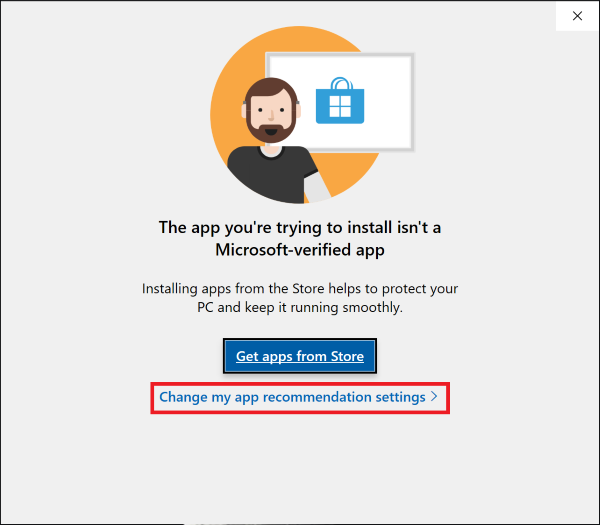 The app you're trying to install isn't a
Microsoft-verified app
Installing apps from the Store helps to protect your
PC and keep it running smoothly.
Get apps from Store
Change my app recommendation settings